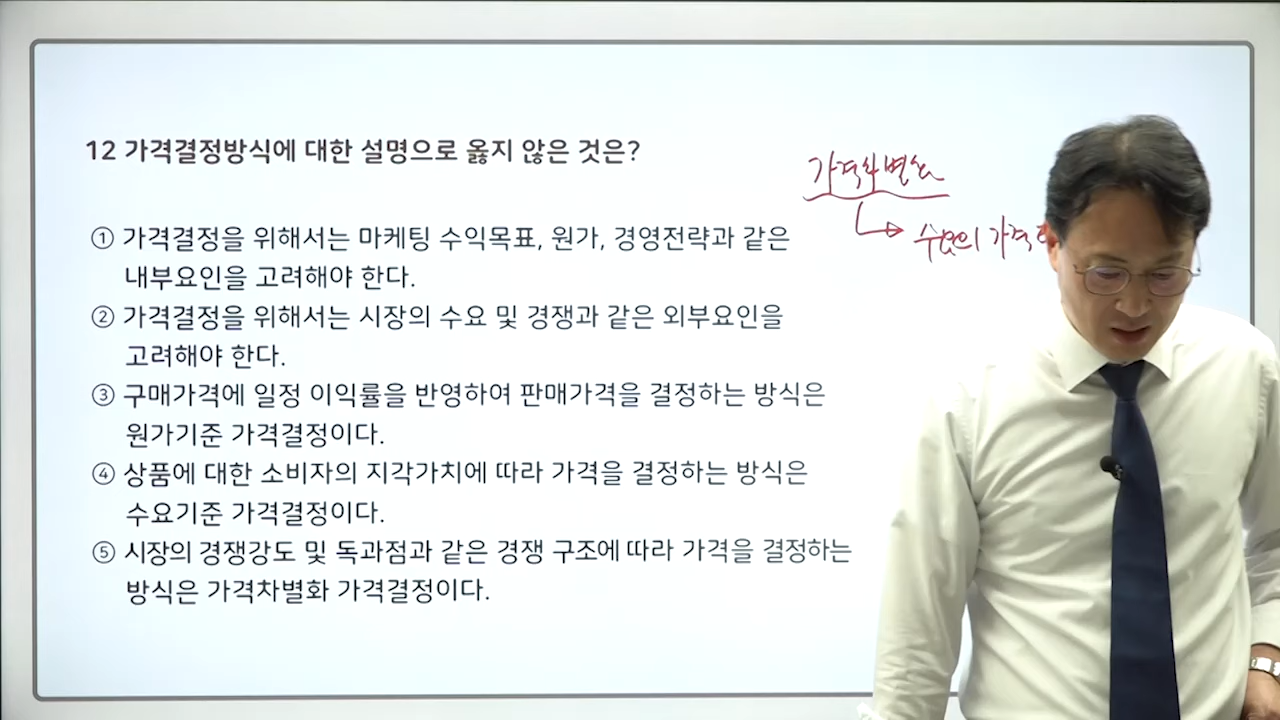 12 가격결정방식에 대한 설명으로 옳지 않은 것은?
① 가격결정을 위해서는 마케팅 수익목표, 원가, 경영전략과 같은
내부요인을 고려해야 한다.
② 가격결정을 위해서는 시장의 수요 및 경쟁과 같은 외부요인을
고려해야 한다.
③ 구매가격에 일정 이익률을 반영하여 판매가격을 결정하는 방식은
원가기준 가격결정이다.
④ 상품에 대한 소비자의 지각가치에 따라 가격을 결정하는 방식은
수요기준 가격결정이다.
⑤ 시장의 경쟁강도 및 독과점과 같은 경쟁 구조에 따라 가격을 결정하는
방식은 가격차별화 가격결정이다.
수요의 가격